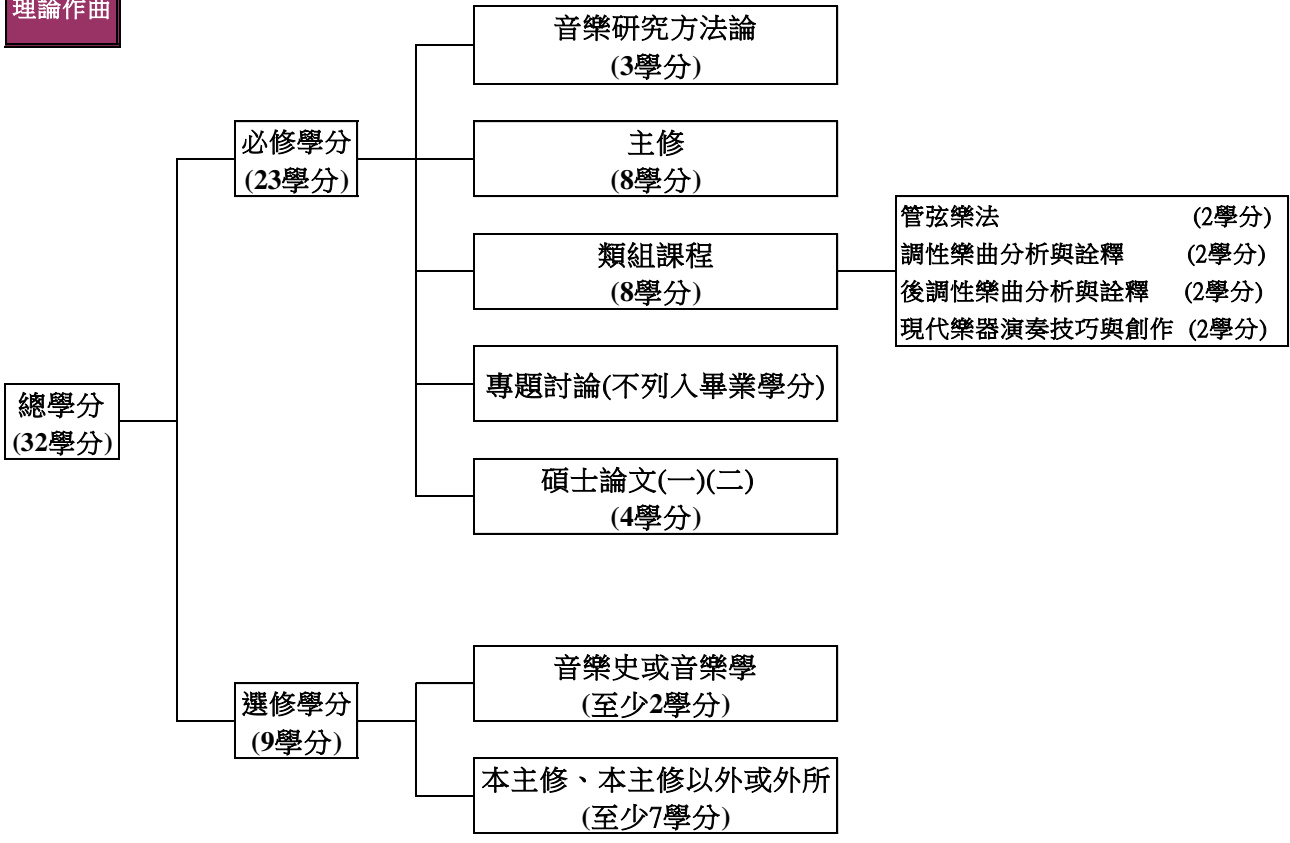 理論作曲
音樂研究方法論
(3學分)
必修學分
(23學分)
主修
(8學分)
類組課程
(8學分)
管弦樂法 (2學分)
調性樂曲分析與詮釋 (2學分)
後調性樂曲分析與詮釋 (2學分)
現代樂器演奏技巧與創作 (2學分)
專題討論(不列入畢業學分)
總學分
(32學分)
碩士論文(一)(二)
(4學分)
選修學分
(9學分)
音樂史或音樂學
(至少2學分)
本主修、本主修以外或外所
(至少7學分)